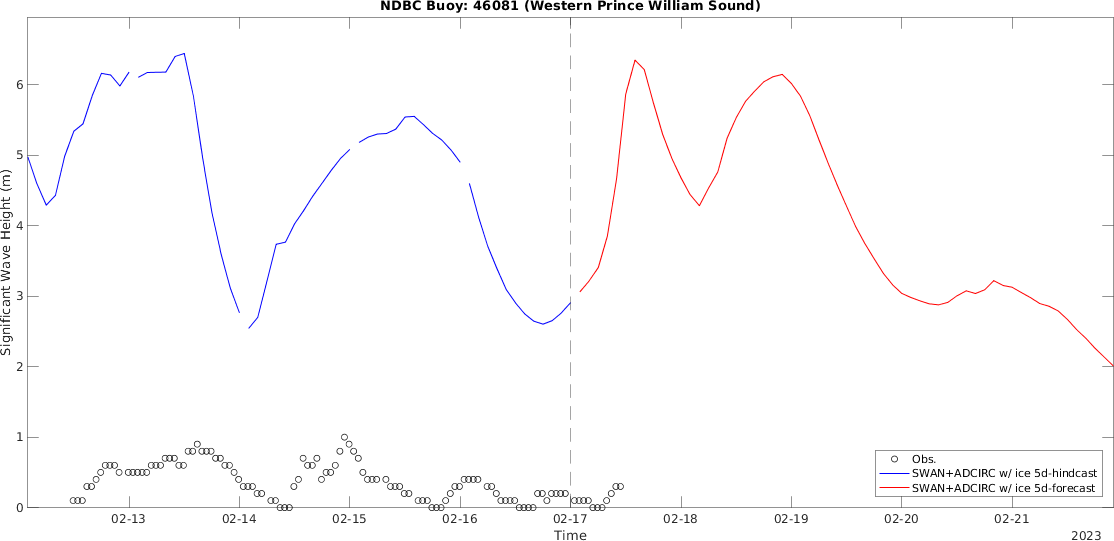 NDBC Buoy: 46081 (Western Prince William Sound)
Significant Wave Height (m)
6
5
4
3
2
1
0
Obs.
SWAN+ADCIRC w/ ice 5d-hindcast
SWAN+ADCIRC w/ ice 5d-forecast
02-13 02-14 02-15 02-16 02-17 02-18 02-19 02-20 02-21
Time
2023